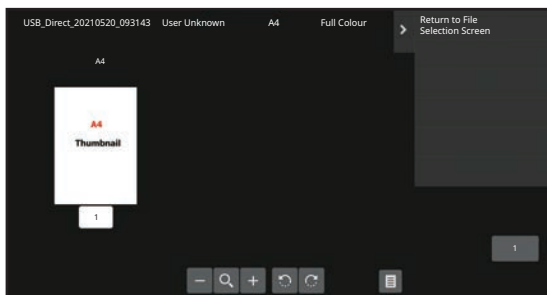 USB_Direct_20210520_093143 User Unknown A4 Full Colour
Return to File
Selection Screen
A4
A4
Thumbnail
1
1